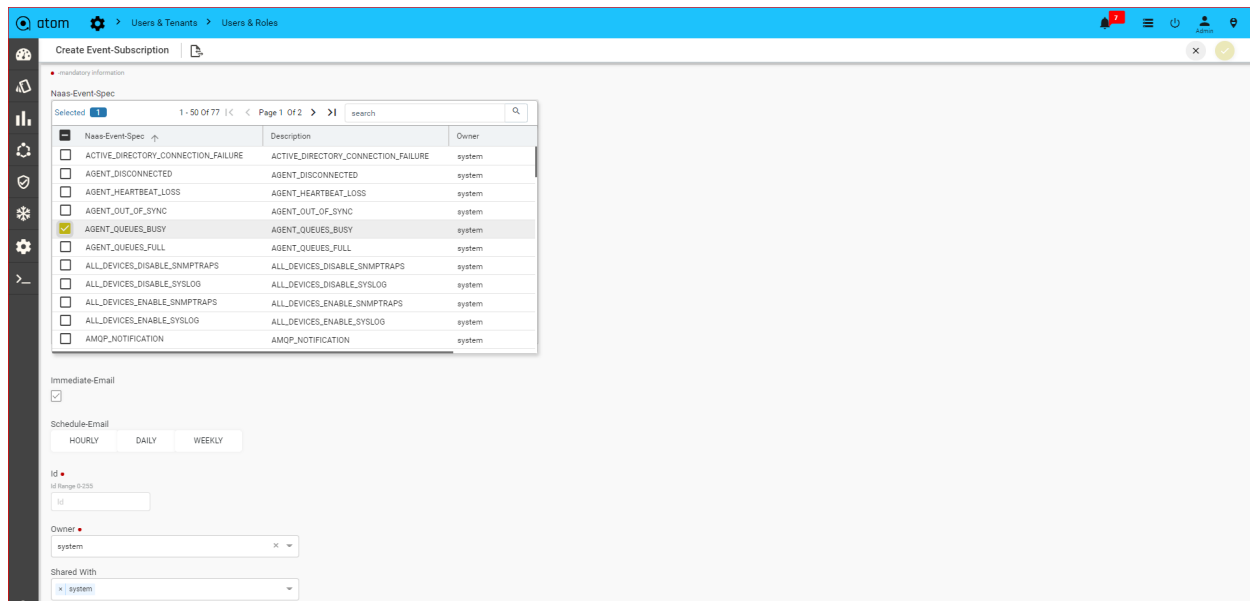 atom > Users & Tenants > Users & Roles 7 Admin
Create Event-Subscription
-mandatory information
Naas-Event-Spec
Selected 1 1 - 50 Of 77 |< < Page 1 Of 2 > >| search
Naas-Event-Spec Description Owner
ACTIVE_DIRECTORY_CONNECTION_FAILURE ACTIVE_DIRECTORY_CONNECTION_FAILURE system
AGENT_DISCONNECTED AGENT_DISCONNECTED system
AGENT_HEARTBEAT_LOSS AGENT_HEARTBEAT_LOSS system
AGENT_OUT_OF_SYNC AGENT_OUT_OF_SYNC system
AGENT_QUEUES_BUSY AGENT_QUEUES_BUSY system
AGENT_QUEUES_FULL AGENT_QUEUES_FULL system
ALL_DEVICES_DISABLE_SNMPTRAPS ALL_DEVICES_DISABLE_SNMPTRAPS system
ALL_DEVICES_DISABLE_SYSLOG ALL_DEVICES_DISABLE_SYSLOG system
ALL_DEVICES_ENABLE_SNMPTRAPS ALL_DEVICES_ENABLE_SNMPTRAPS system
ALL_DEVICES_ENABLE_SYSLOG ALL_DEVICES_ENABLE_SYSLOG system
AMQP_NOTIFICATION AMQP_NOTIFICATION system
Immediate-Email
Schedule-Email
HOURLY DAILY WEEKLY
Id
Id Range 0-255
Id
Owner
system ×
Shared With
× system